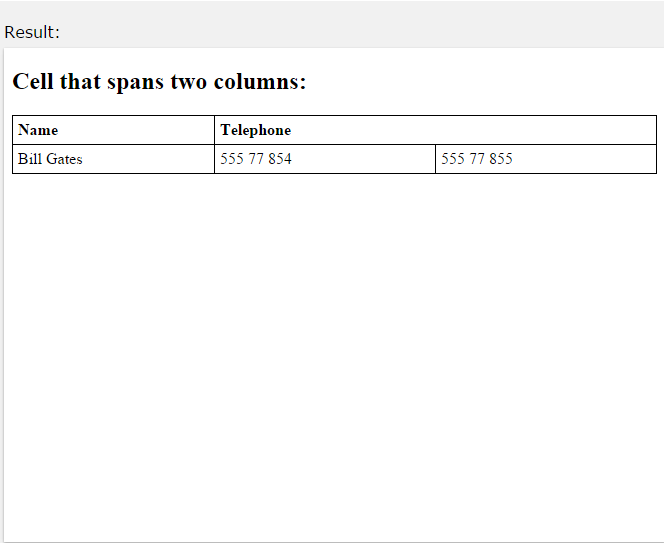 Result:
Cell that spans two columns:
Name Telephone
Bill Gates 555 77 854 555 77 855